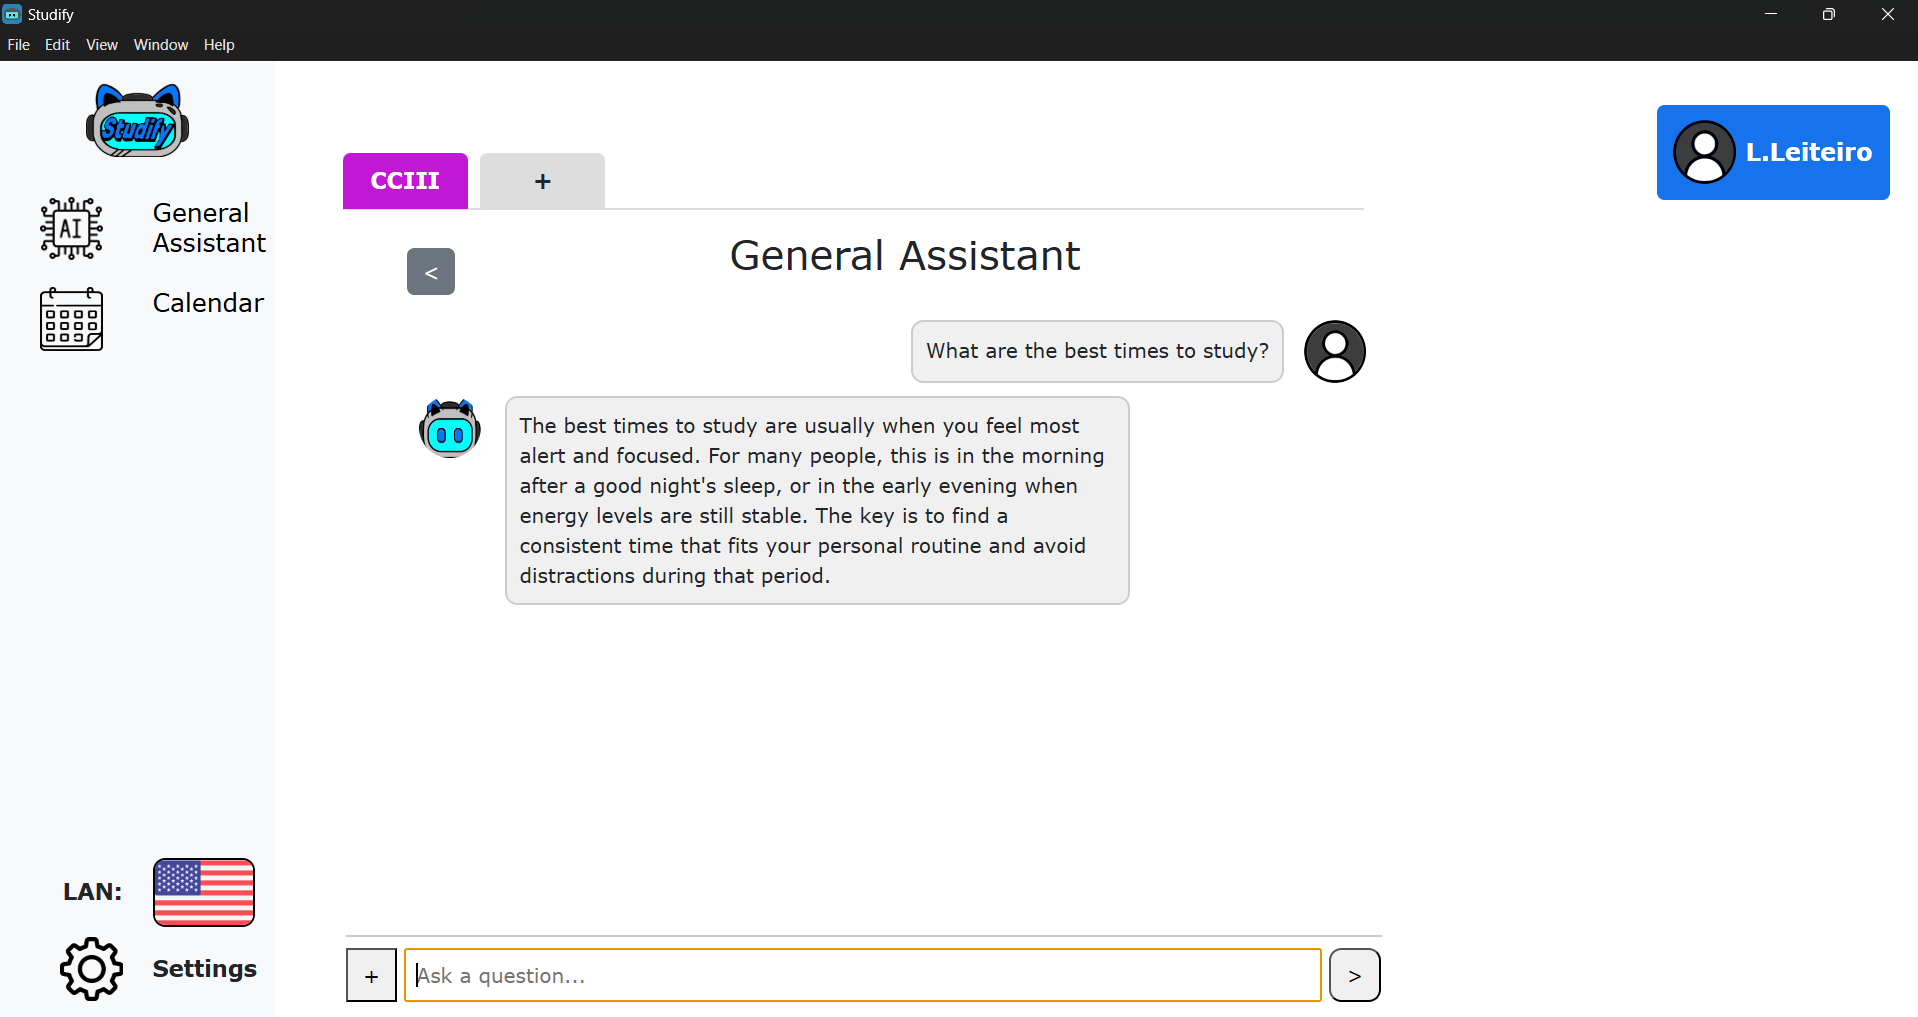 Studify
File Edit View Window Help
Studify
AI
General
Assistant
Calendar
LAN:
Settings
CCIII
+
L.Leiteiro
<
General Assistant
What are the best times to study?
The best times to study are usually when you feel most
alert and focused. For many people, this is in the morning
after a good night's sleep, or in the early evening when
energy levels are still stable. The key is to find a
consistent time that fits your personal routine and avoid
distractions during that period.
+
Ask a question...
>